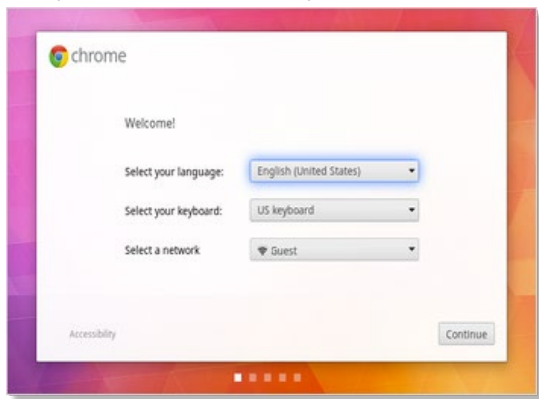 chrome
Welcome!
Select your language: English (United States)
Select your keyboard: US keyboard
Select a network Guest
Accessibility Continue